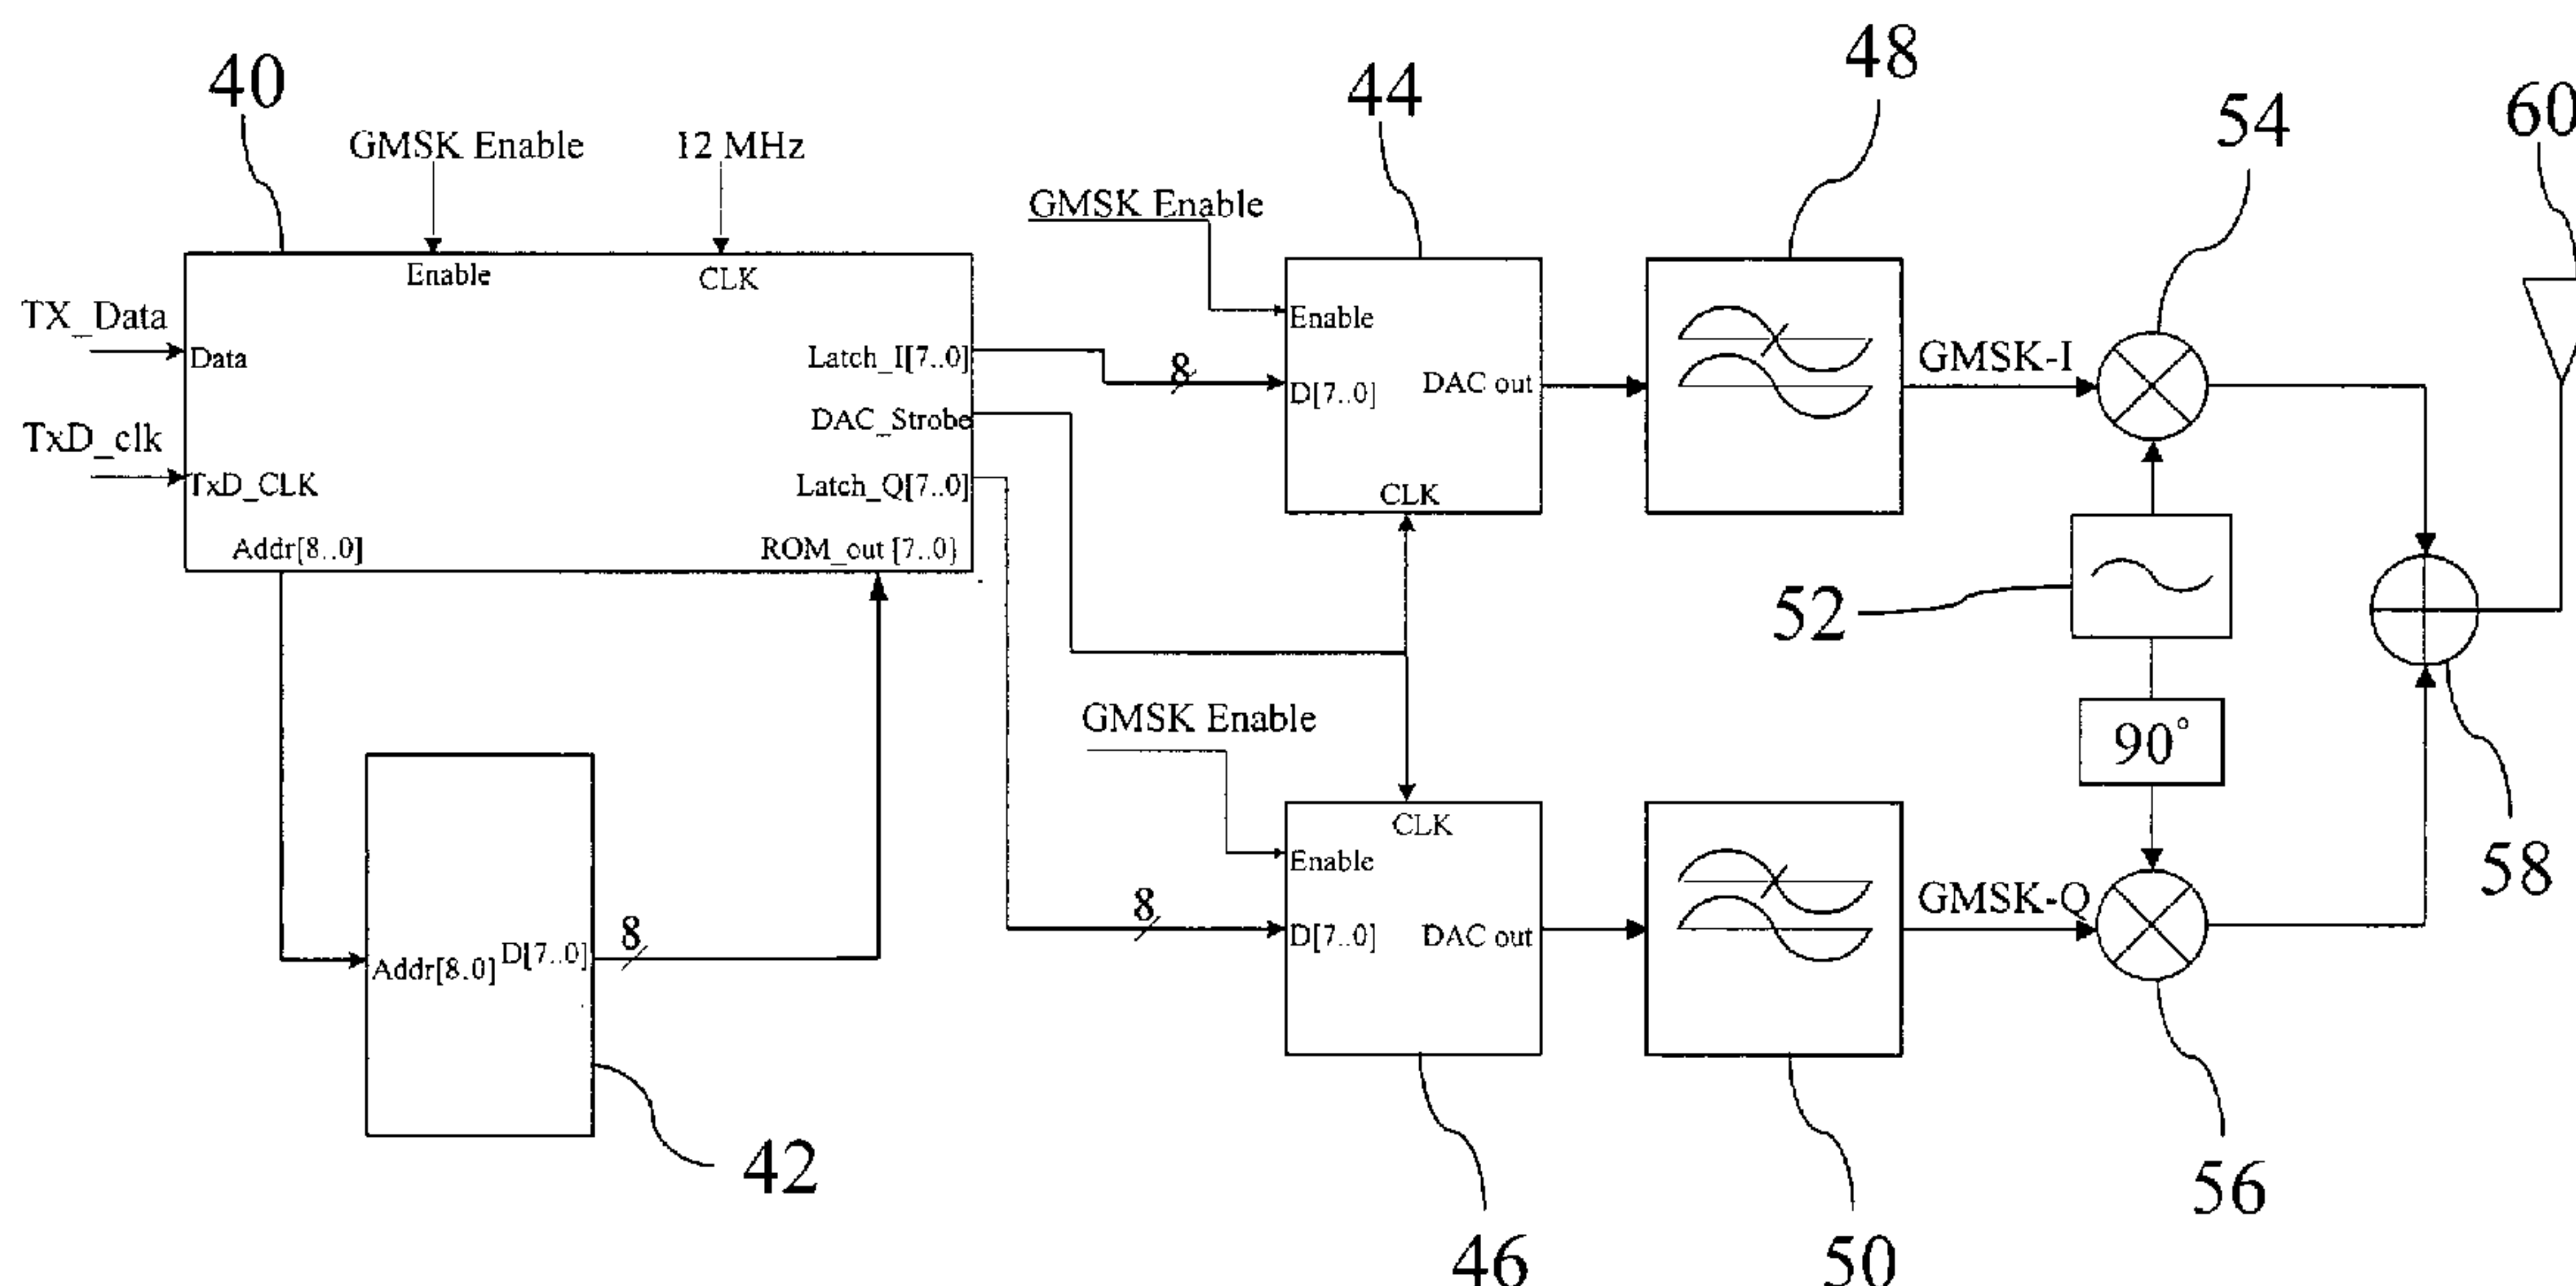 40
GMSK Enable
12 MHz
44
48
54
60
GMSK Enable
Enable
CLK
TX_Data
Data
Latch_I[7..0]
DAC_Strobe
TxD_clk
TxD_CLK
Latch_Q[7..0]
Addr[8..0]
ROM_out [7..0}
8
Enable
D[7..0]
DAC out
CLK
GMSK-I
52
90°
58
GMSK Enable
CLK
Enable
8
D[7..0]
DAC out
GMSK-Q
Addr[8.0]
D[7..0]
8
42
46
50
56